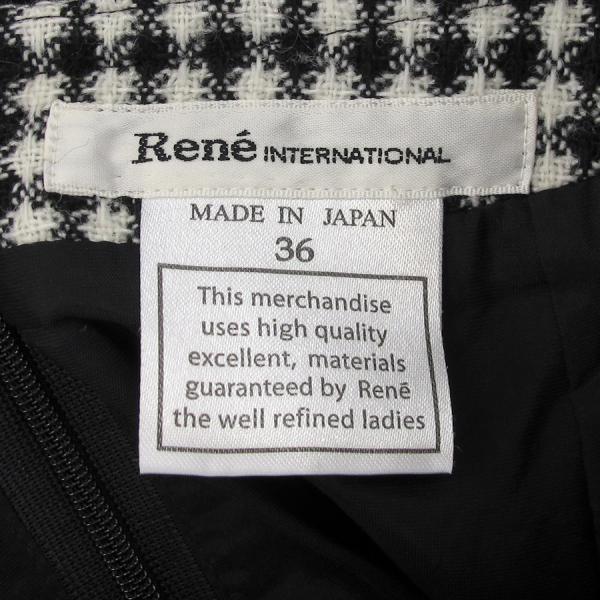 René INTERNATIONAL
MADE IN JAPAN
36
This merchandise
uses high quality
excellent, materials
guaranteed by René
the well refined ladies